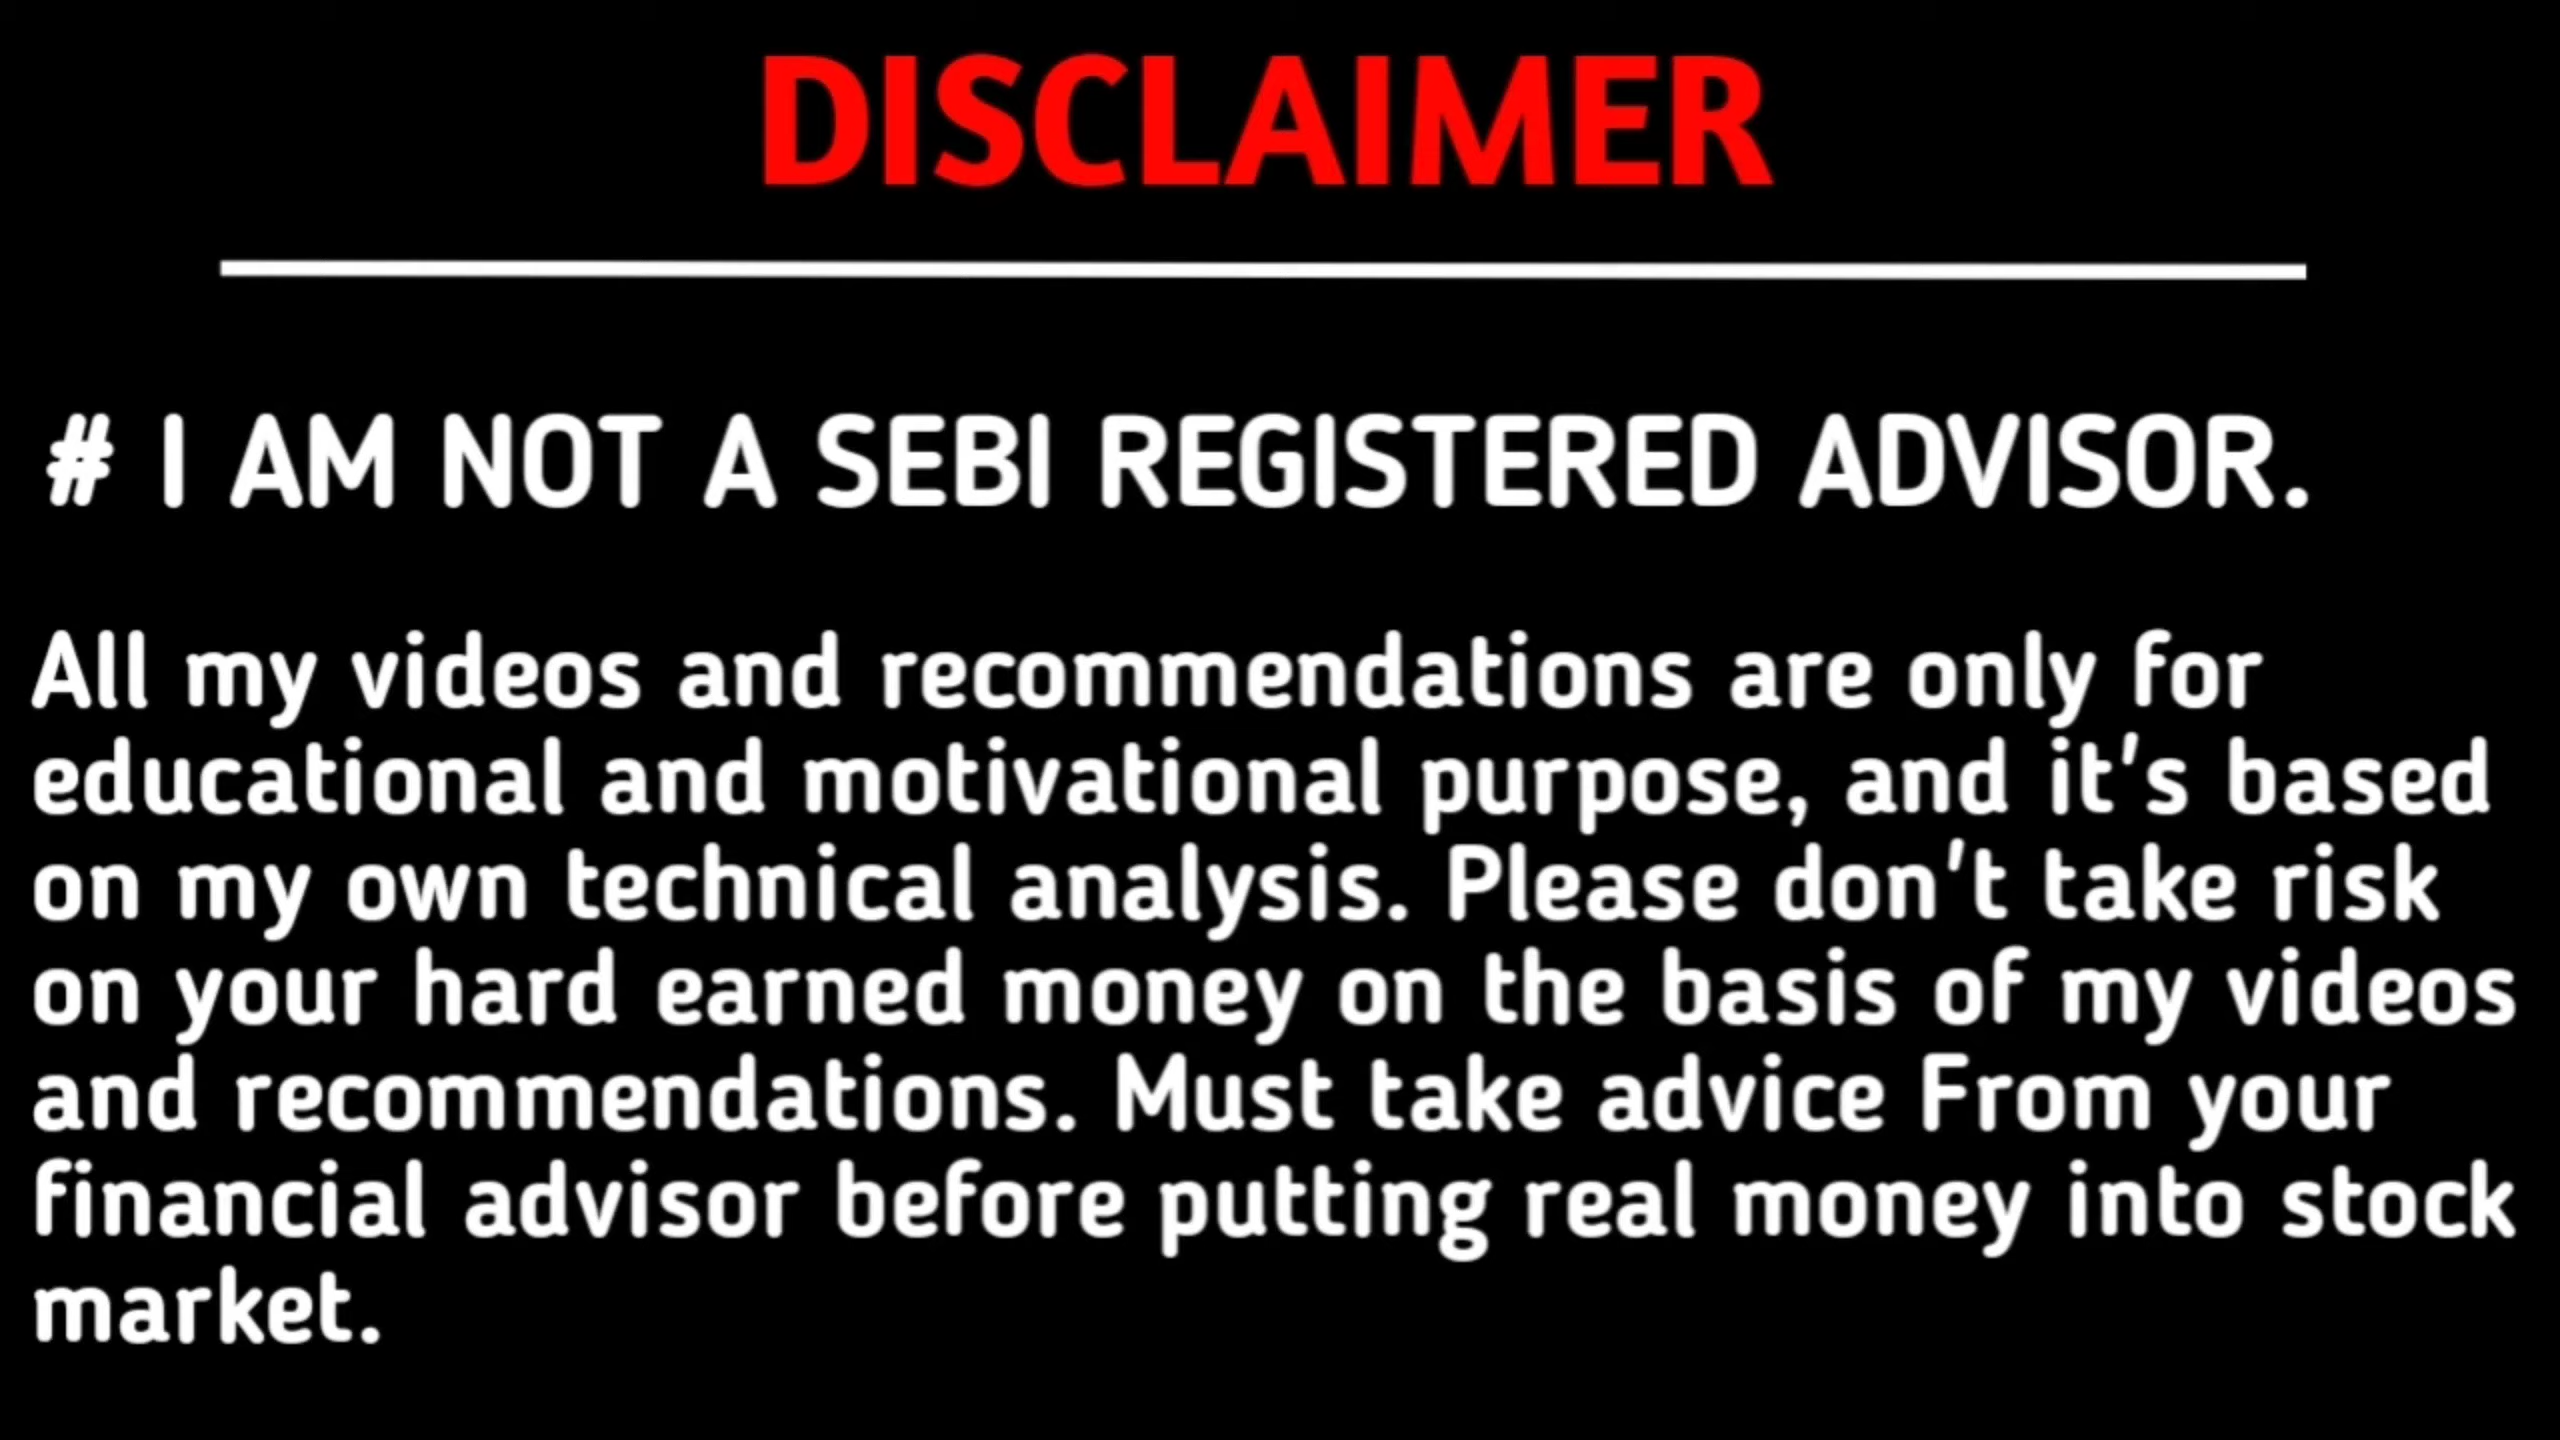 DISCLAIMER
# I AM NOT A SEBI REGISTERED ADVISOR.
All my videos and recommendations are only for
educational and motivational purpose, and it's based
on my own technical analysis. Please don't take risk
on your hard earned money on the basis of my videos
and recommendations. Must take advice From your
financial advisor before putting real money into stock
market.